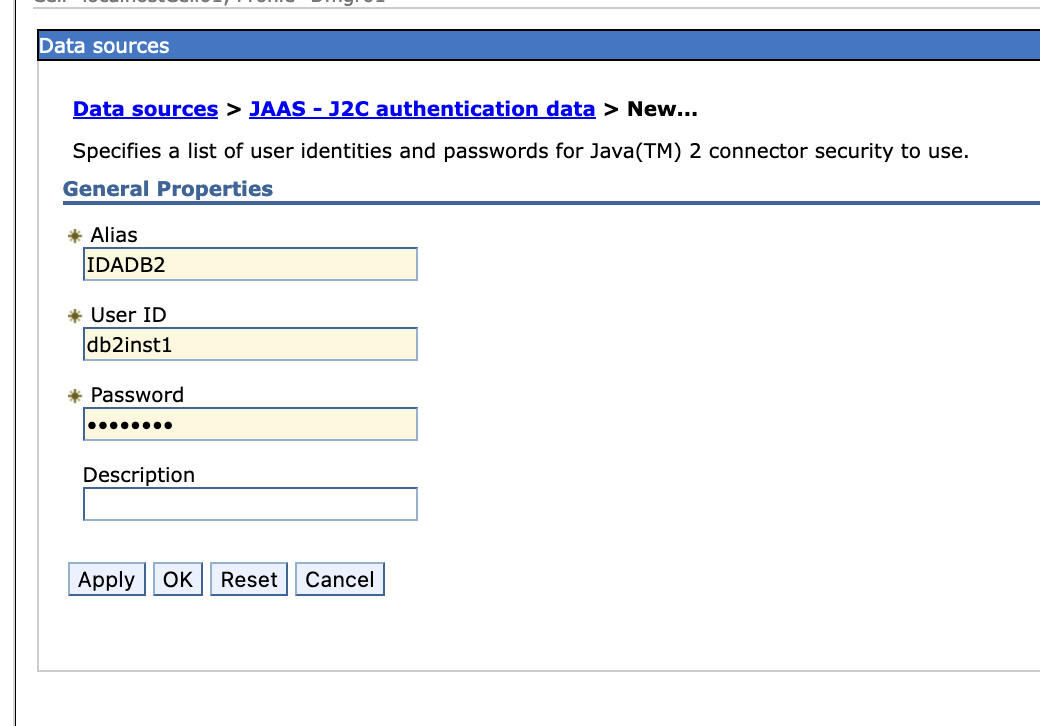 Data sources
Data sources > JAAS - J2C authentication data > New...
Specifies a list of user identities and passwords for Java(TM) 2 connector security to use.
General Properties
Alias
IDADB2
User ID
db2inst1
Password
••••••••
Description
Apply OK Reset Cancel